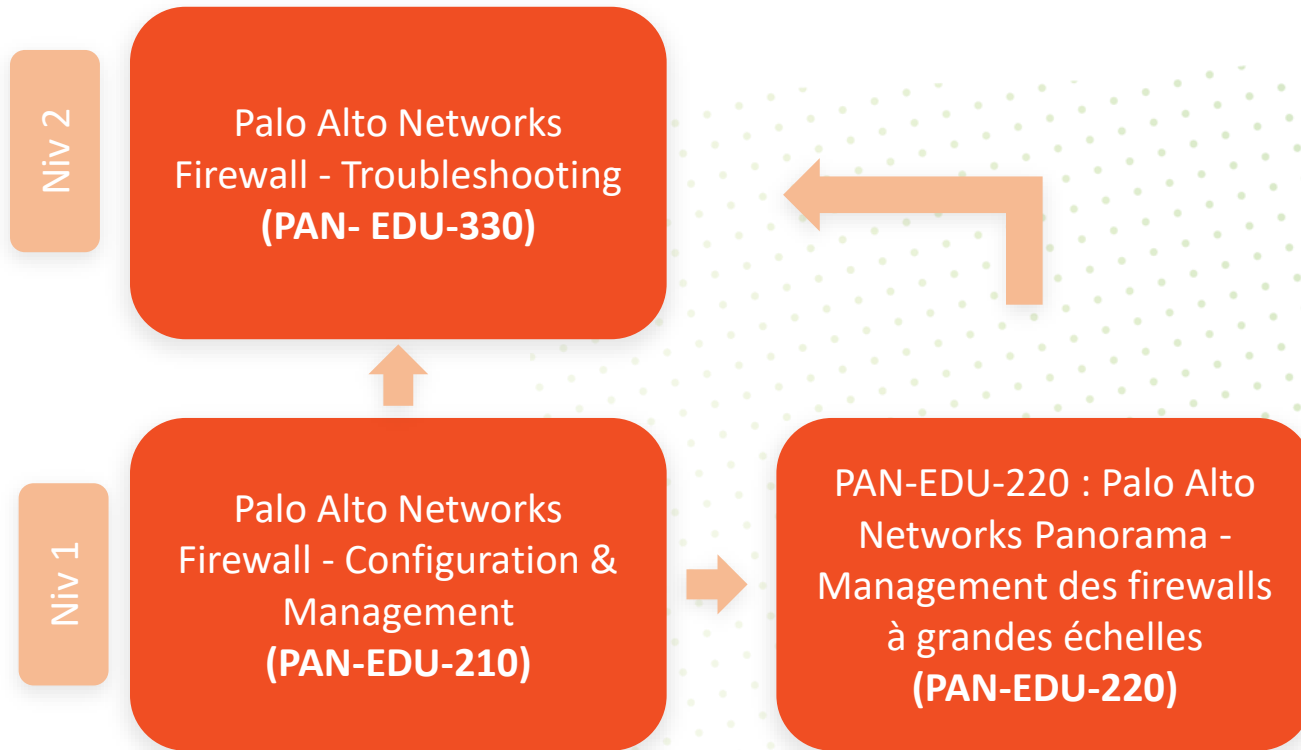 Niv 2
Palo Alto Networks
Firewall - Troubleshooting
(PAN- EDU-330)
Niv 1
Palo Alto Networks
Firewall - Configuration &
Management
(PAN-EDU-210)
PAN-EDU-220 : Palo Alto
Networks Panorama -
Management des firewalls
à grandes échelles
(PAN-EDU-220)